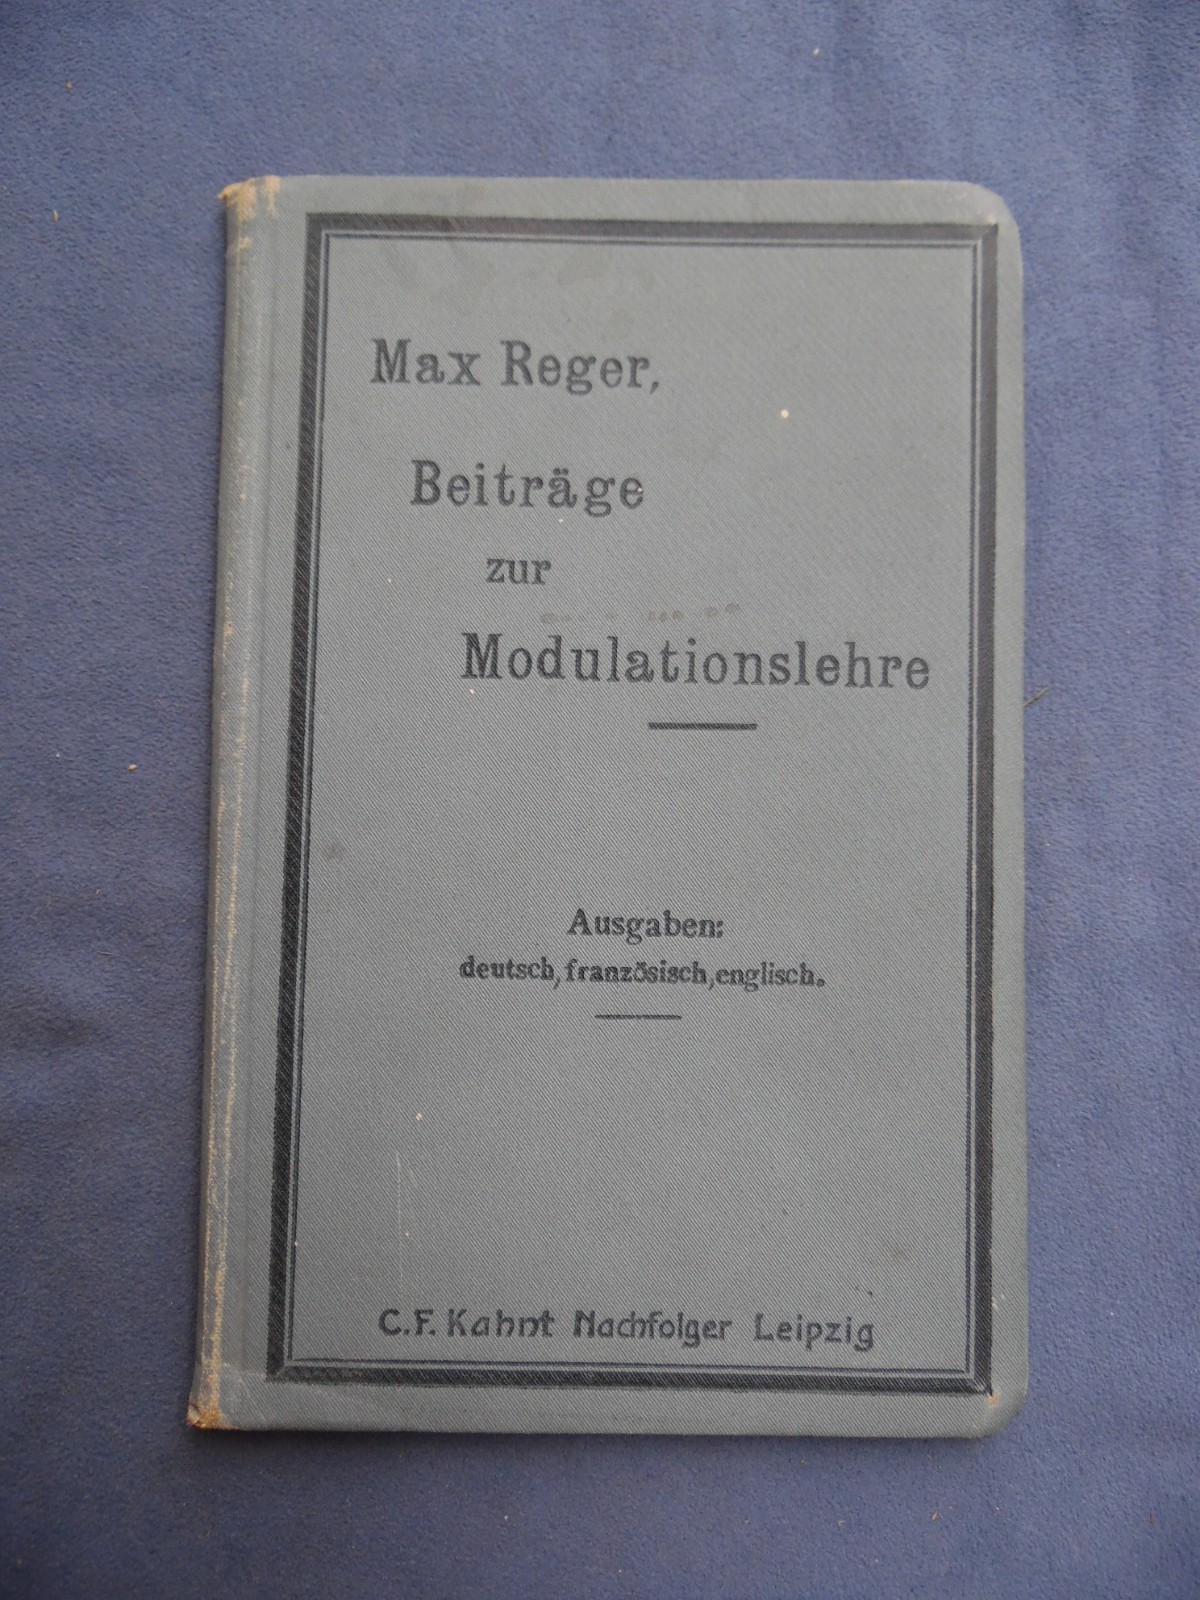 Max Reger,
Beiträge
zur
Modulationslehre
Ausgaben:
deutsch, französisch, englisch.
C.F. Kahnt Nachfolger Leipzig